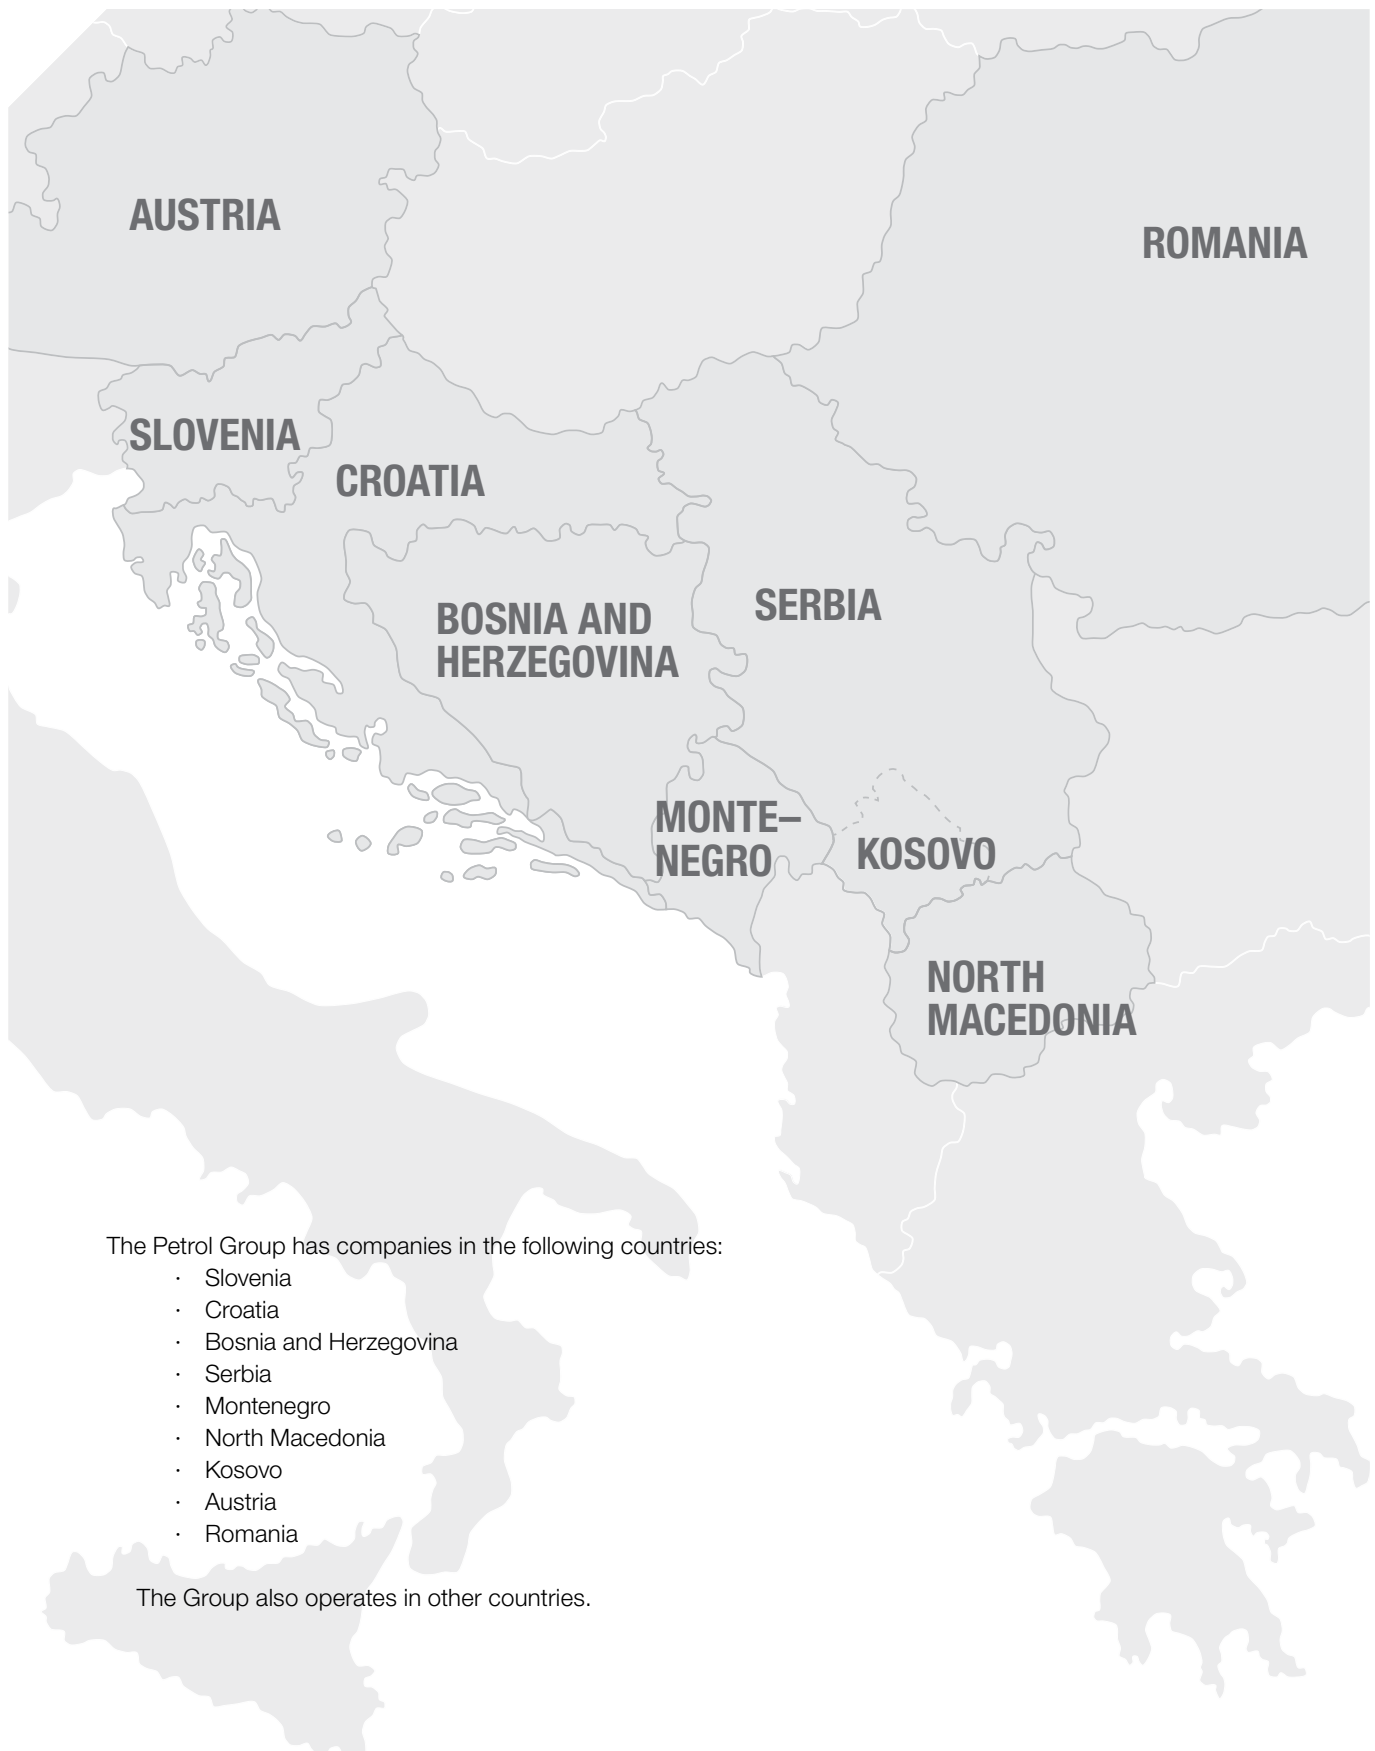 AUSTRIA
ROMANIA
SLOVENIA
CROATIA
BOSNIA AND
HERZEGOVINA
SERBIA
MONTE–
NEGRO
KOSOVO
NORTH
MACEDONIA
The Petrol Group has companies in the following countries:
· Slovenia
· Croatia
· Bosnia and Herzegovina
· Serbia
· Montenegro
· North Macedonia
· Kosovo
· Austria
· Romania
The Group also operates in other countries.